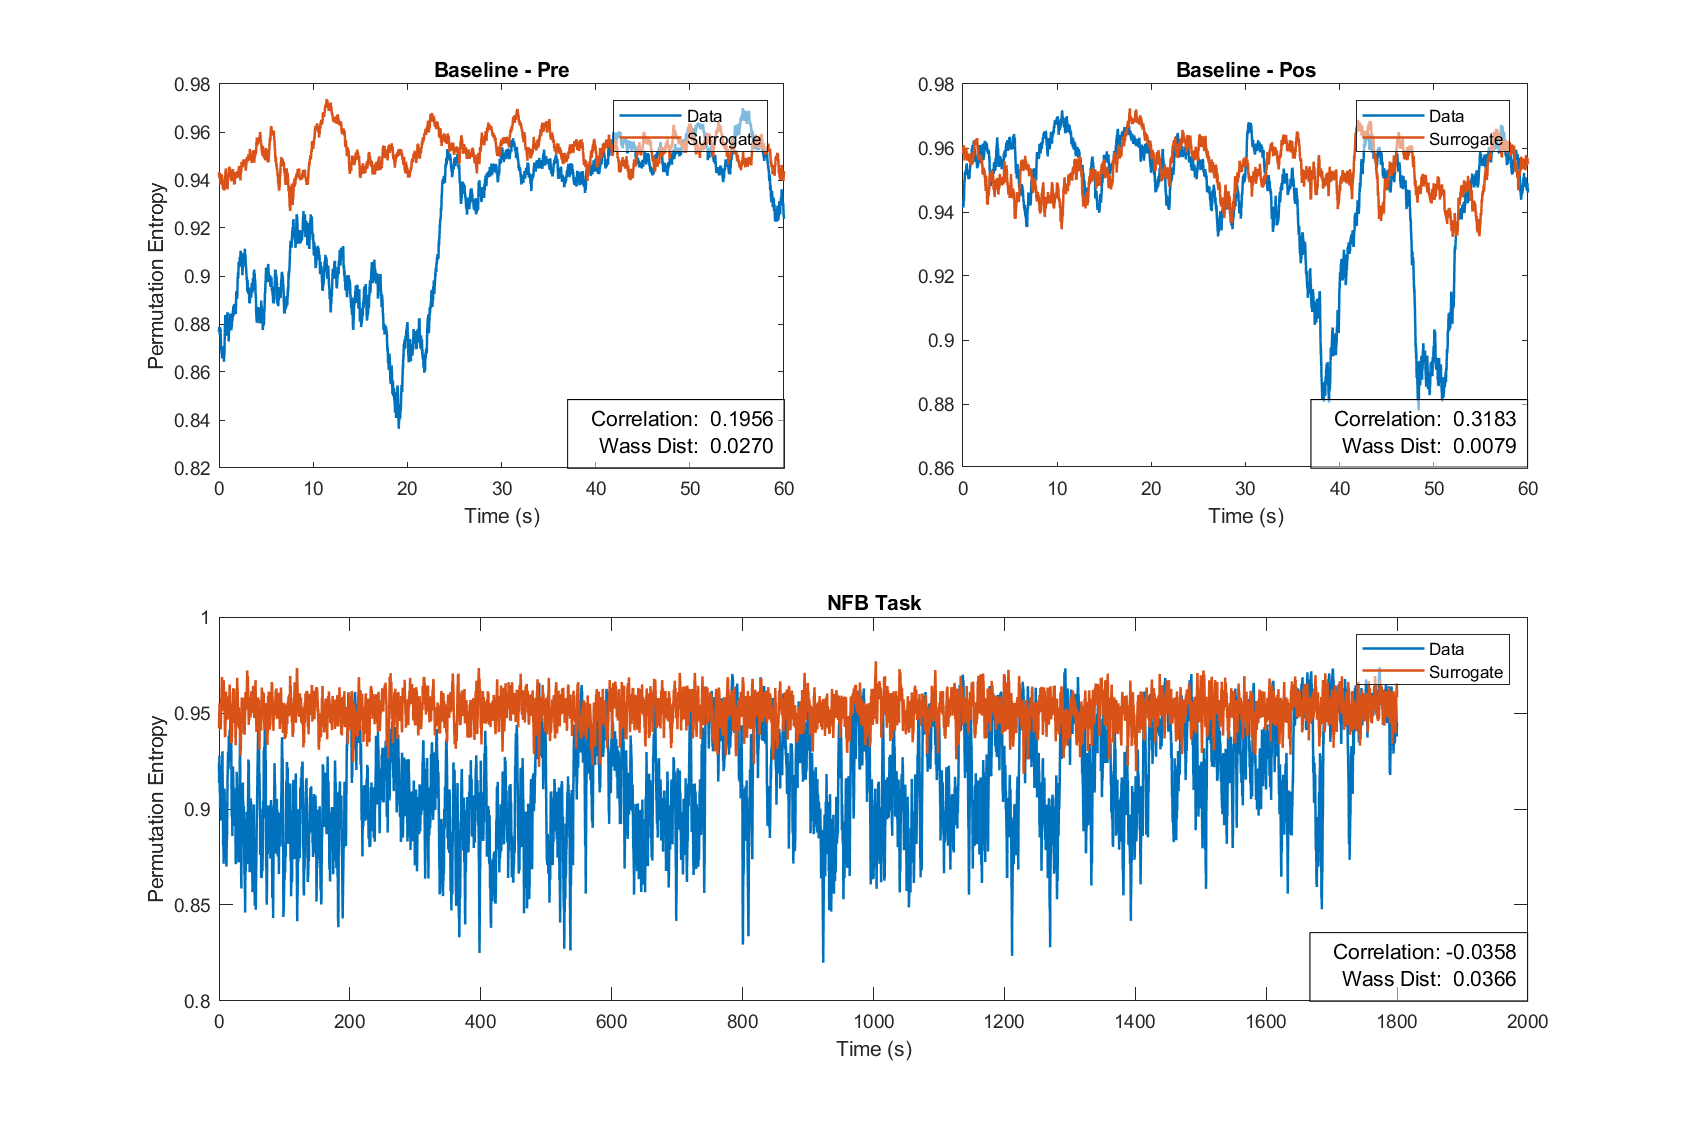 Baseline - Pre
0.98
0.96
0.94
0.92
0.9
0.88
0.86
0.84
0.82
Permutation Entropy
Data
Surrogate
Correlation: 0.1956
Wass Dist: 0.0270
0 10 20 30 40 50 60
Time (s)
Baseline - Pos
0.98
0.96
0.94
0.92
0.9
0.88
0.86
Data
Surrogate
Correlation: 0.3183
Wass Dist: 0.0079
0 10 20 30 40 50 60
Time (s)
NFB Task
1
0.95
0.9
0.85
0.8
Permutation Entropy
Data
Surrogate
Correlation: -0.0358
Wass Dist: 0.0366
0 200 400 600 800 1000 1200 1400 1600 1800 2000
Time (s)